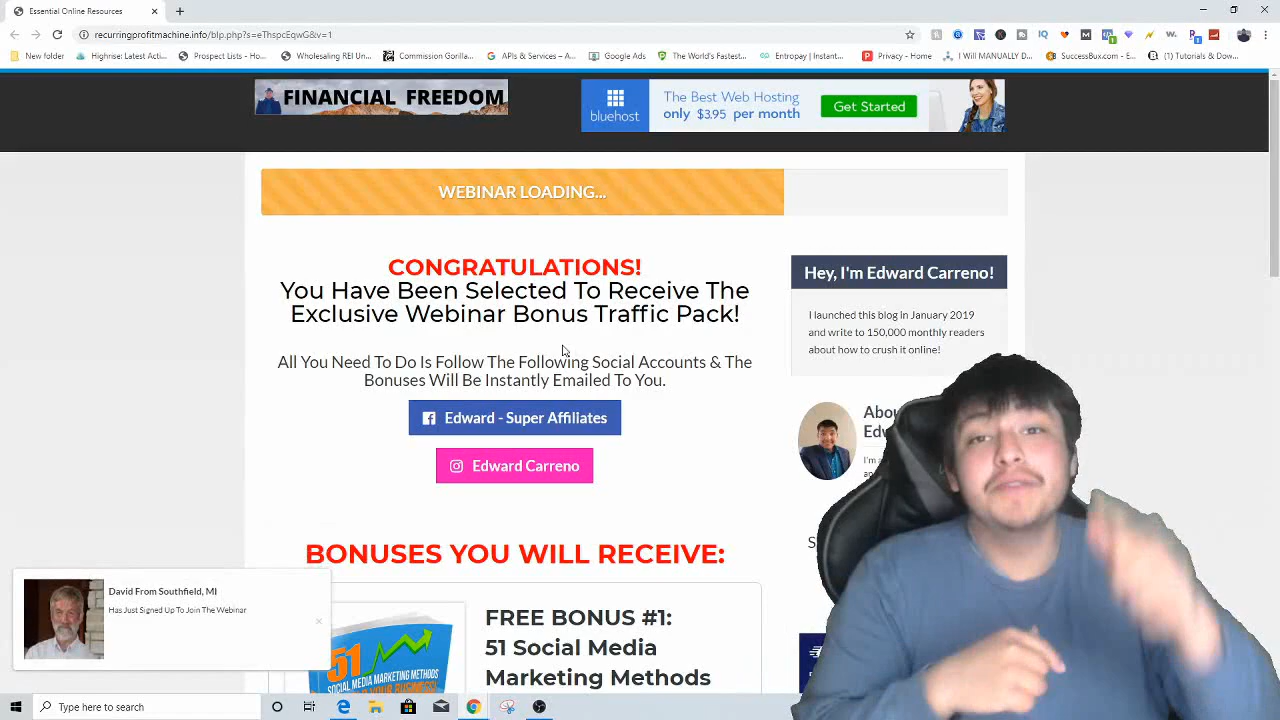 Essential Online Resources
recurringprofitmachine.info/blp.php?s=eThspcEqwG&v=1
New folder
Highrise: Latest Acti...
Prospect Lists - Ho...
Wholesaling REI Un...
Commission Gorilla...
APIs & Services – A...
Google Ads
The World's Fastest...
Entropay | Instant...
Privacy - Home
I Will MANUALLY D...
SuccessBux.com - E...
(1) Tutorials & Dow...
FINANCIAL FREEDOM
bluehost
The Best Web Hosting
only $3.95 per month
Get Started
WEBINAR LOADING...
CONGRATULATIONS!
You Have Been Selected To Receive The
Exclusive Webinar Bonus Traffic Pack!
All You Need To Do Is Follow The Following Social Accounts & The
Bonuses Will Be Instantly Emailed To You.
Edward - Super Affiliates
Edward Carreno
BONUSES YOU WILL RECEIVE:
FREE BONUS #1:
51 Social Media
Marketing Methods
51
SOCIAL MEDIA MARKETING METHODS
Hey, I'm Edward Carreno!
I launched this blog in January 2019
and write to 150,000 monthly readers
about how to crush it online!
David From Southfield, MI
Has Just Signed Up To Join The Webinar
Type here to search